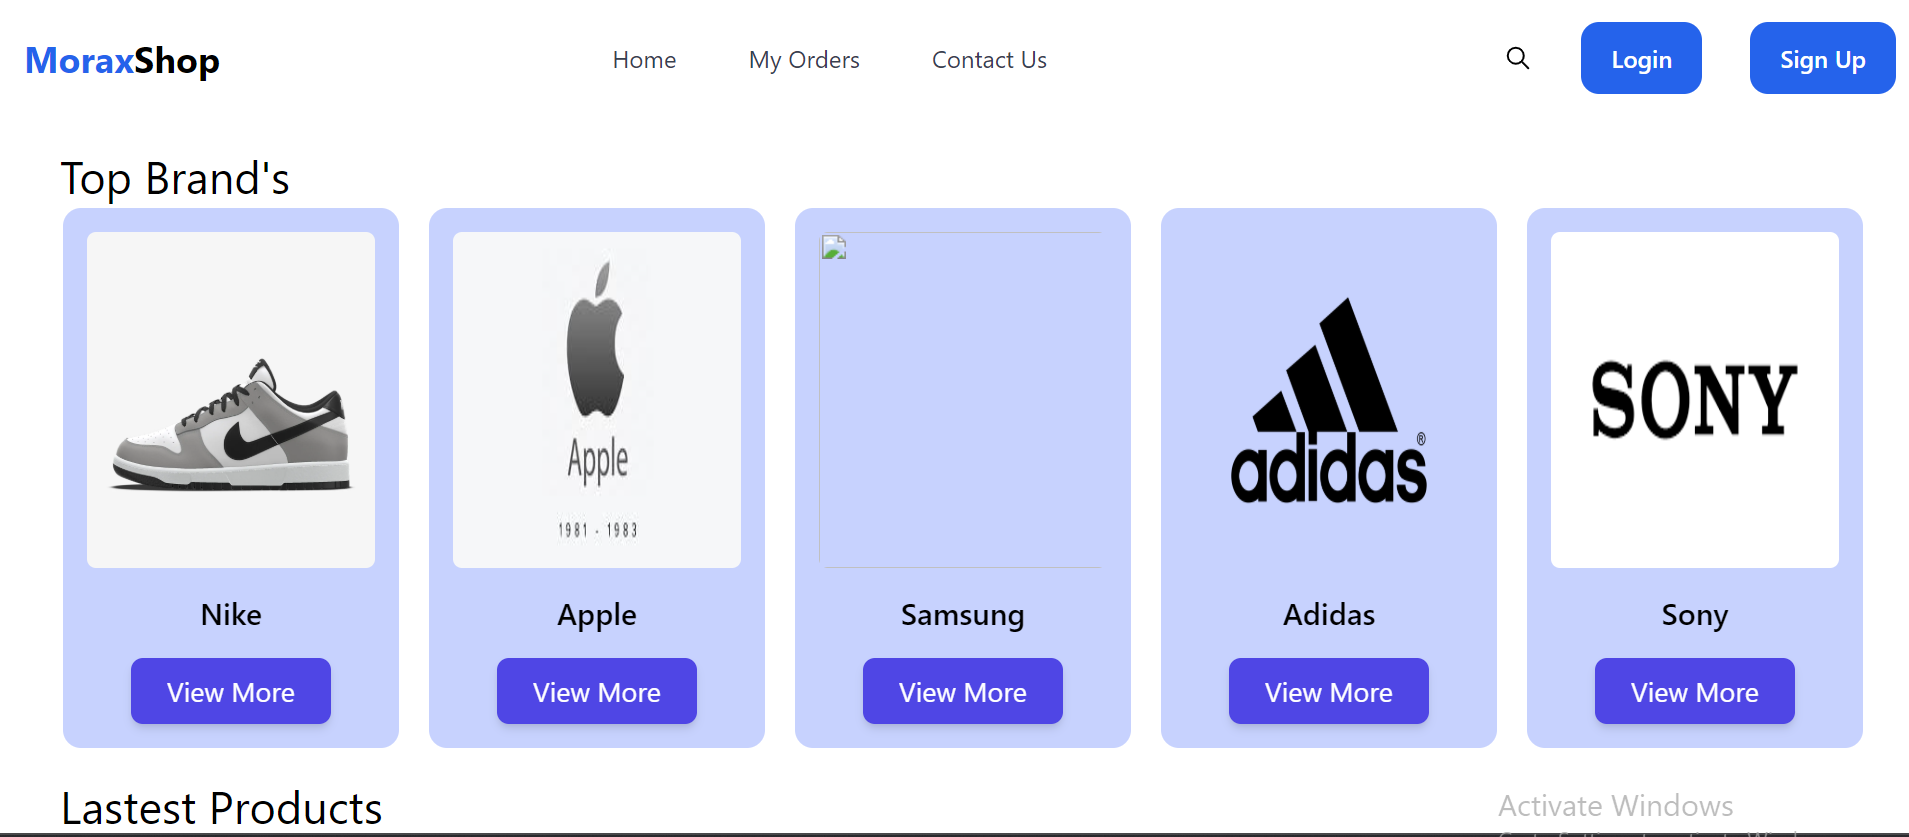 MoraxShop
Home
My Orders
Contact Us
Login
Sign Up
Top Brand's
Apple
1981 - 1983
adidas®
SONY
Nike
Apple
Samsung
Adidas
Sony
View More
View More
View More
View More
View More
Lastest Products
Activate Windows